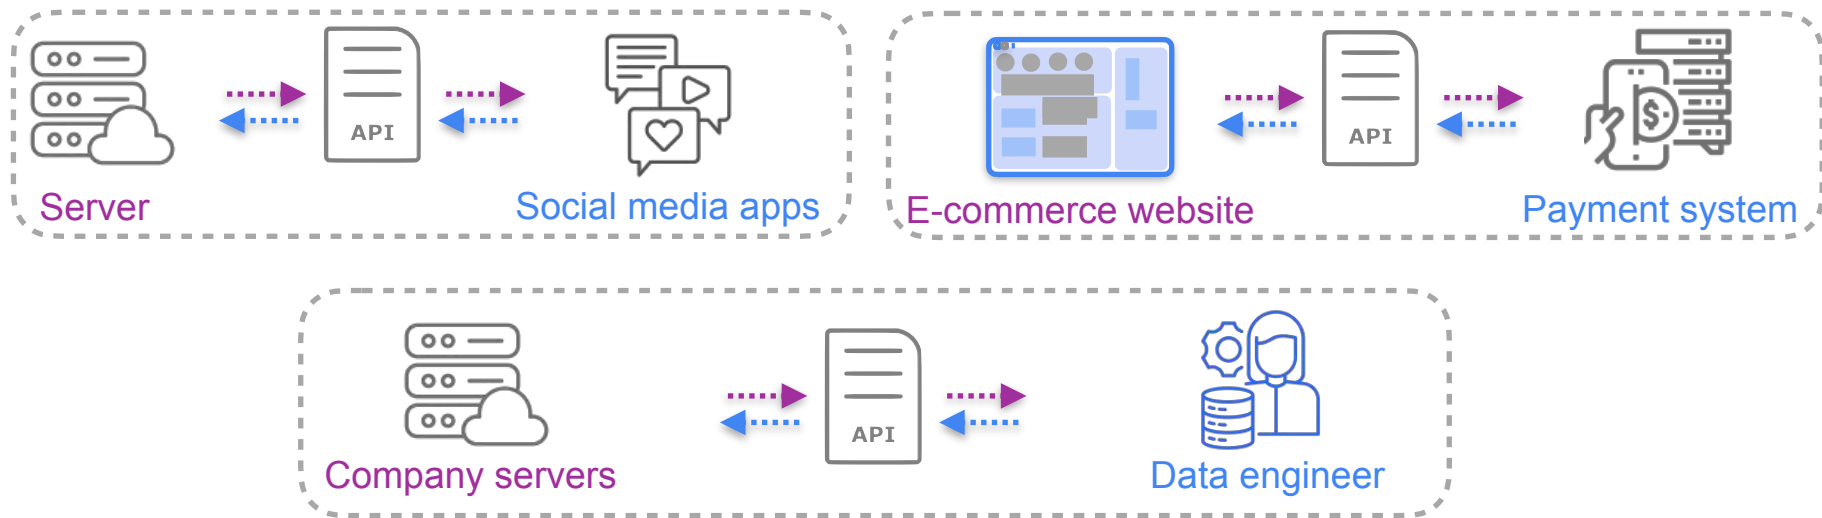 API
Server
Social media apps
API
$
E-commerce website
Payment system
API
Company servers
Data engineer